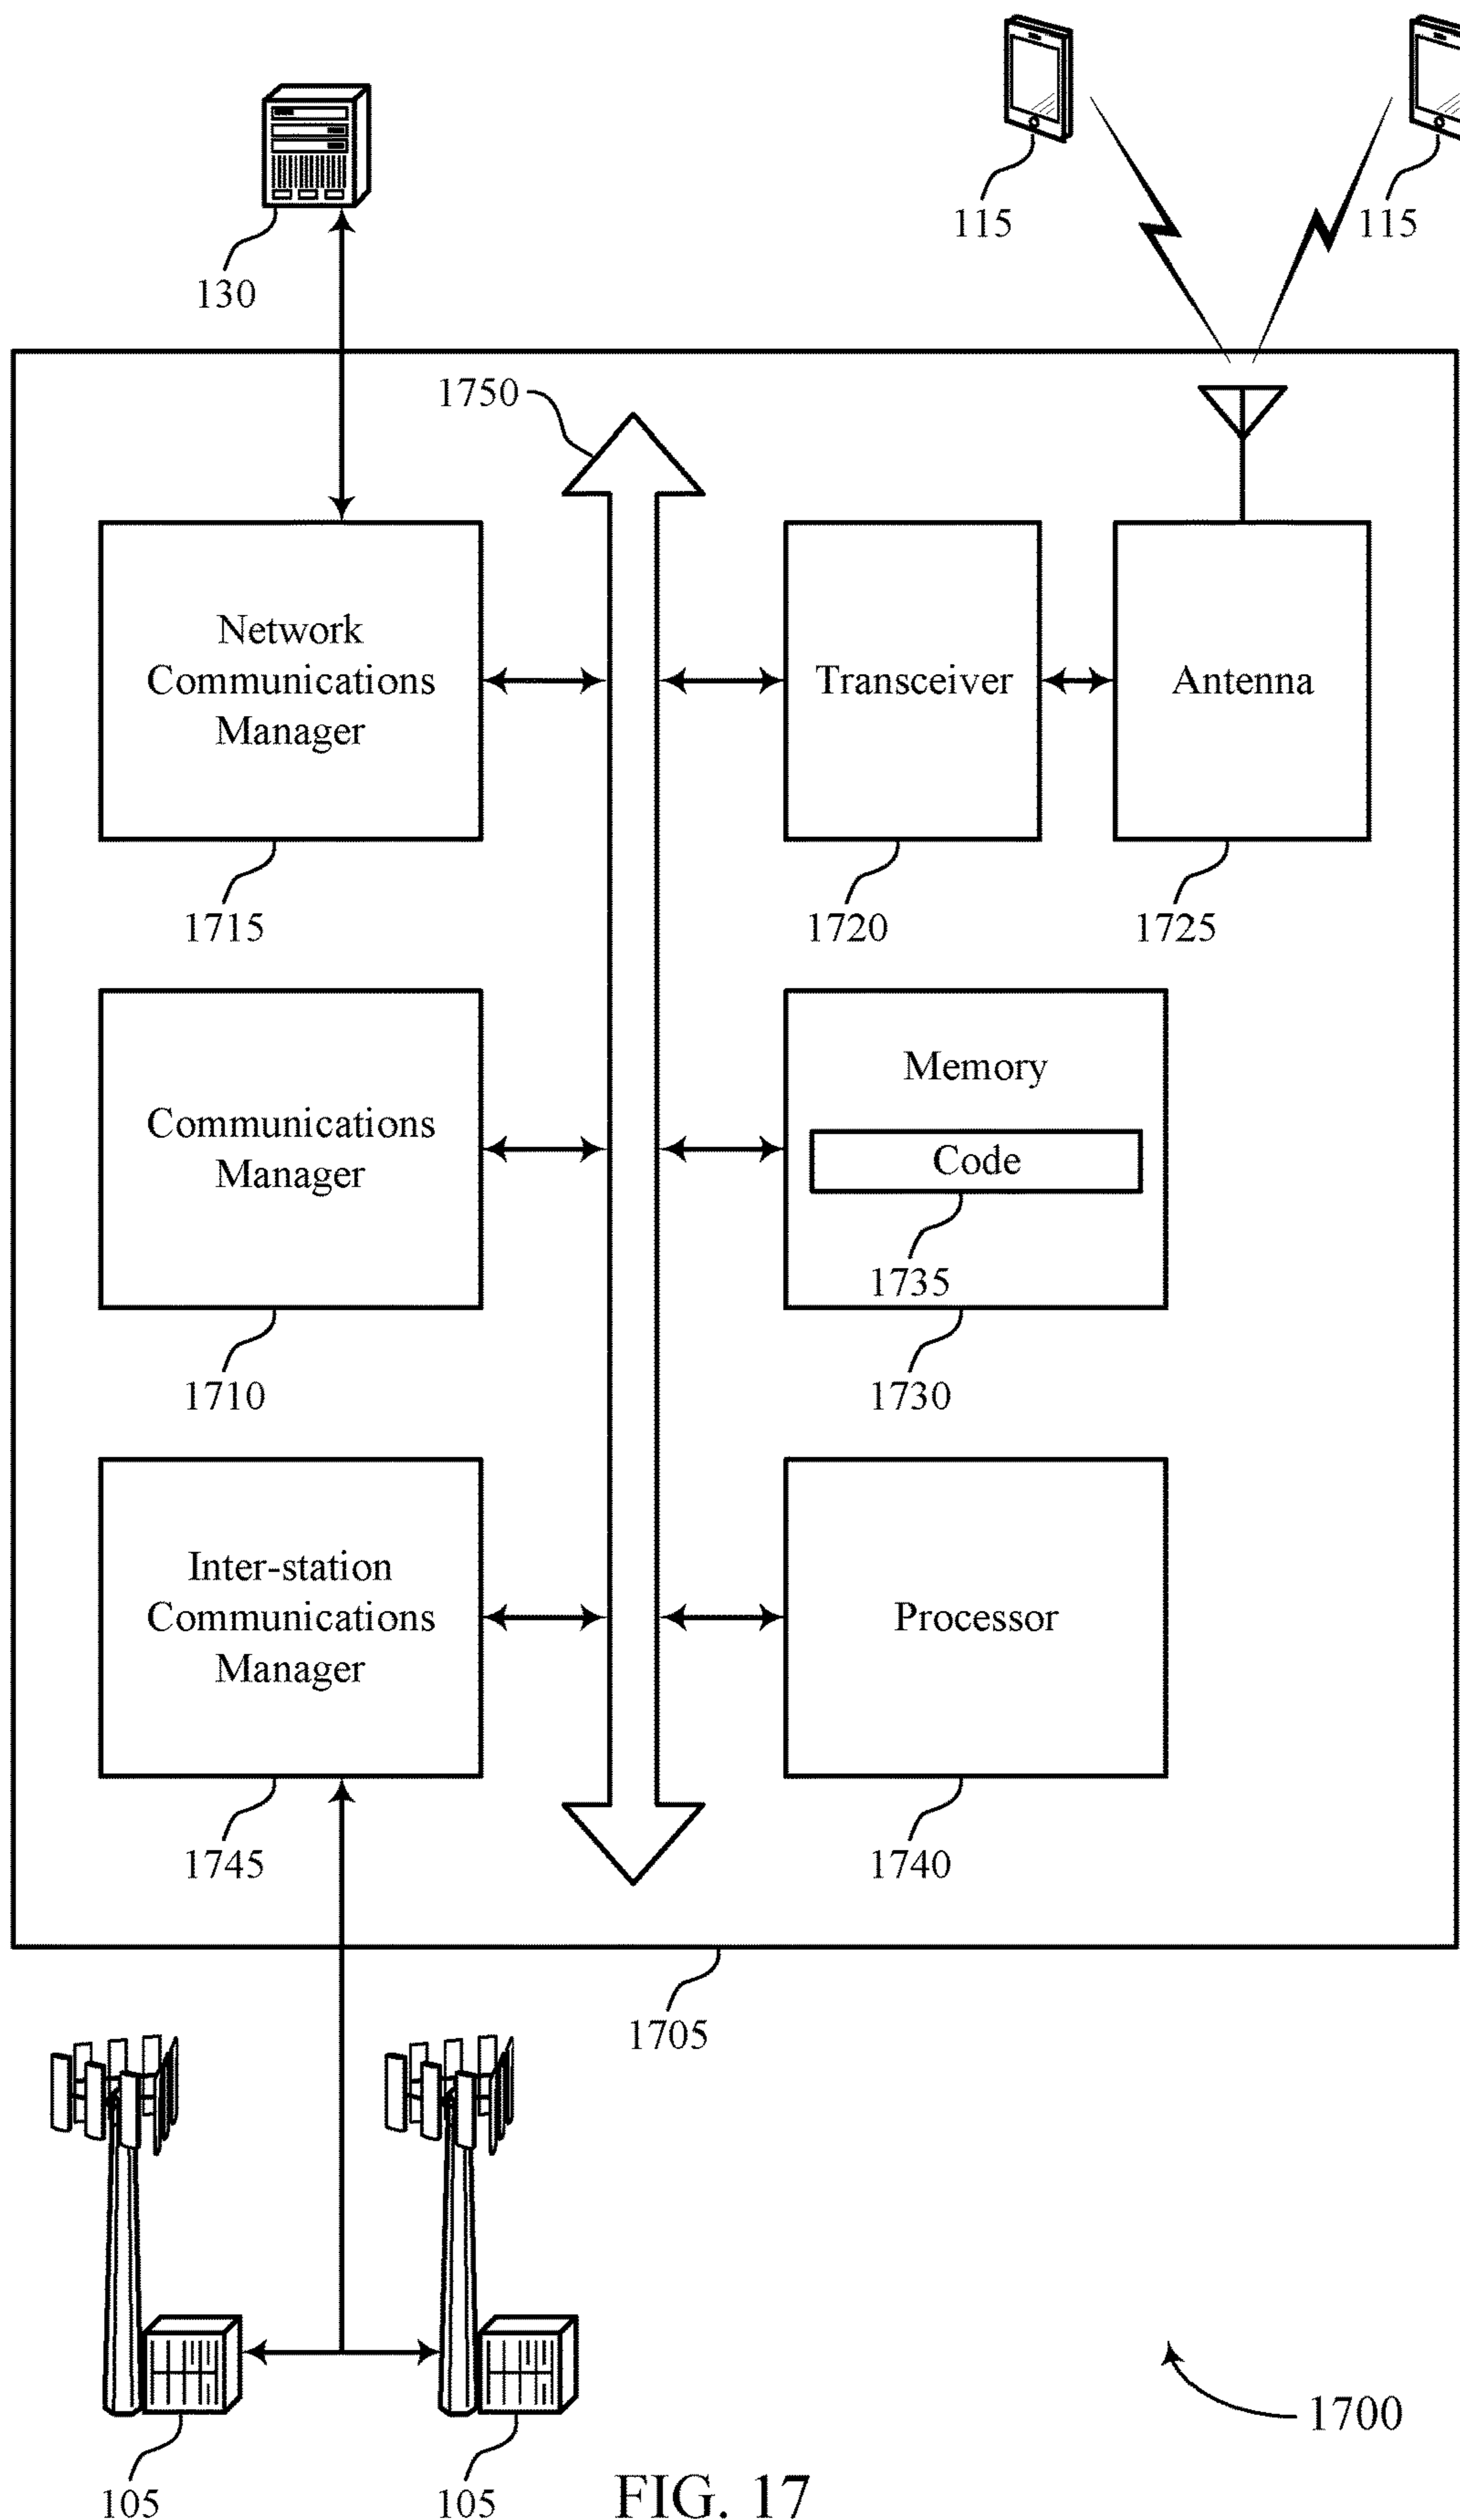 115
115
130
1750
Network
Communications
Manager
Transceiver
Antenna
1715
1720
1725
Communications
Manager
Memory
Code
1735
1710
1730
Inter-station
Communications
Manager
Processor
1745
1740
1705
1700
105
105
FIG. 17